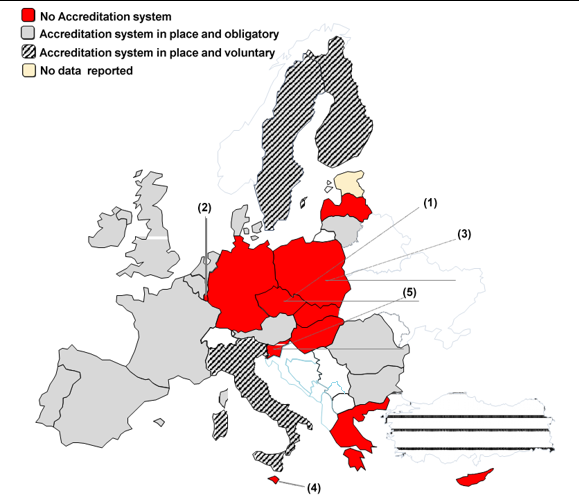 No Accreditation system
Accreditation system in place and obligatory
Accreditation system in place and voluntary
No data reported
(1)
(2)
(3)
(5)
(4)